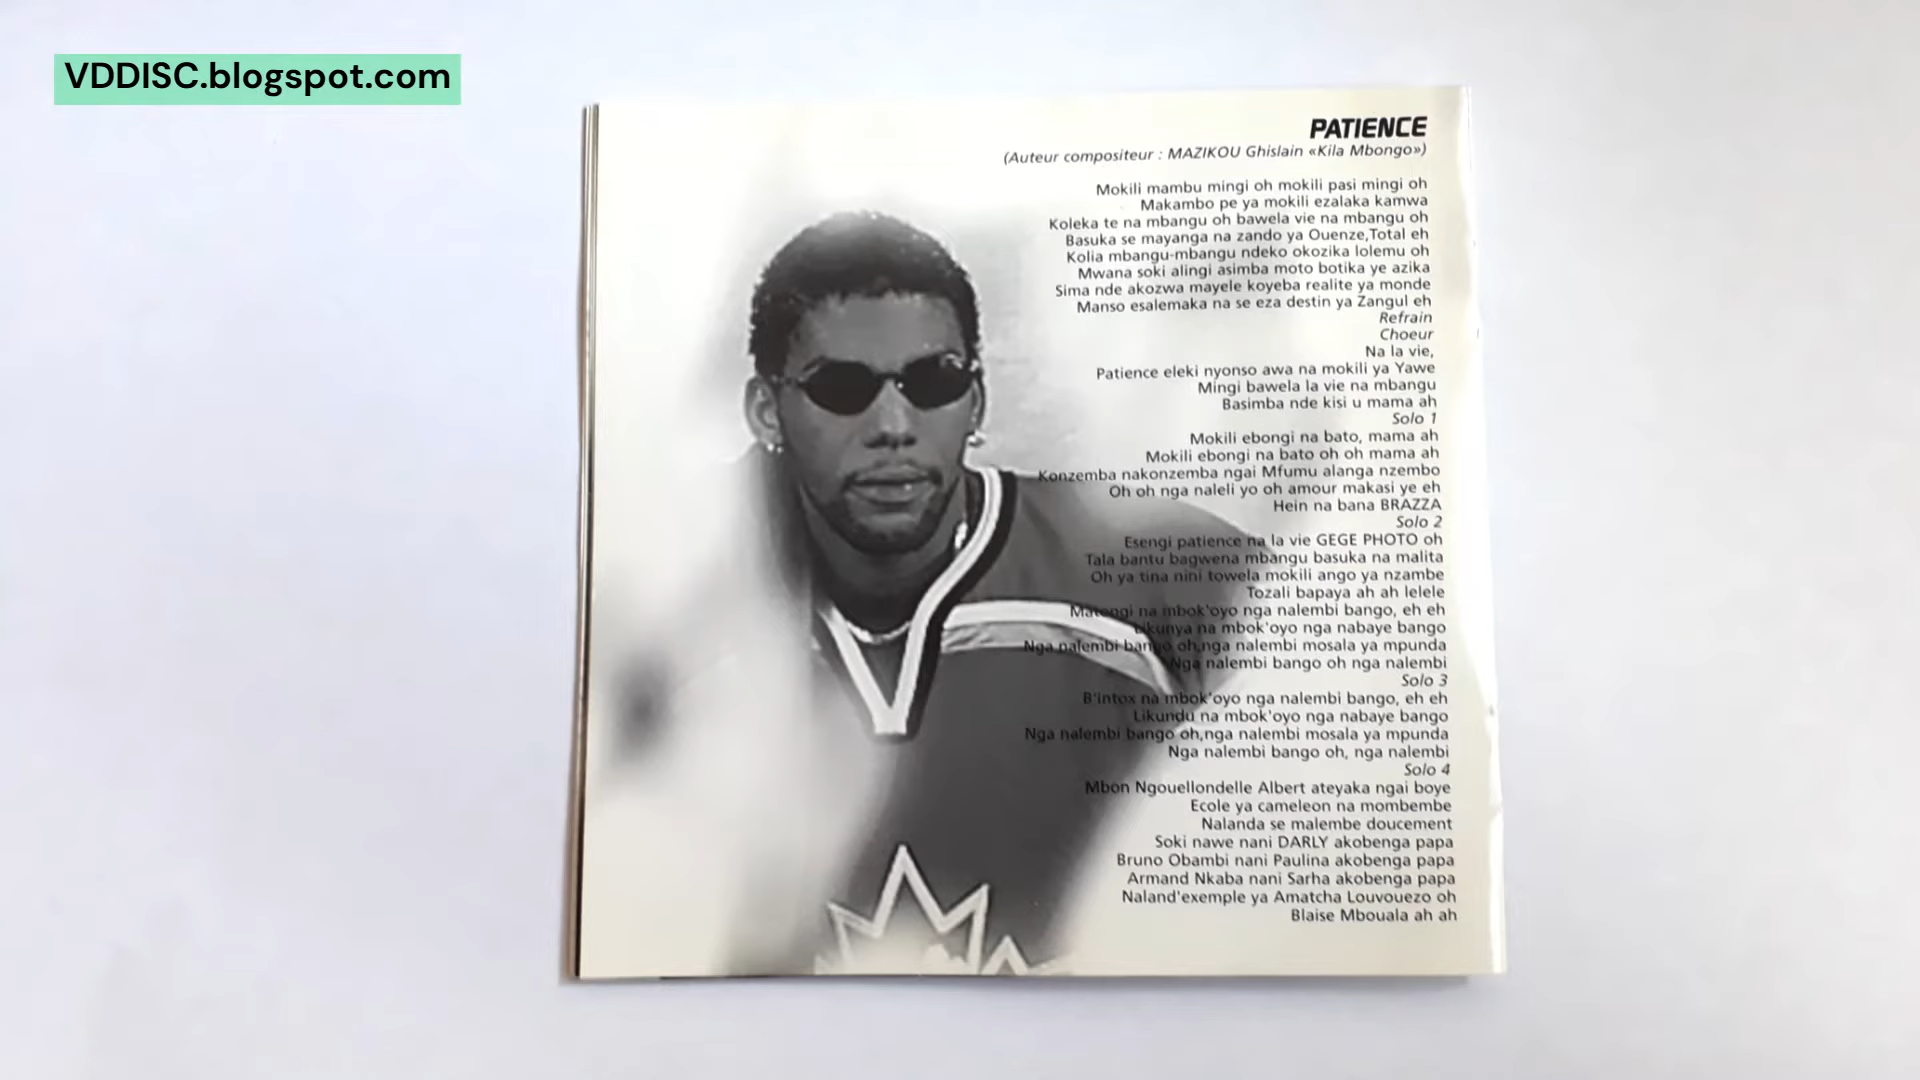 VDDISC.blogspot.com
PATIENCE
(Auteur compositeur : MAZIKOU Ghislain «Kila Mbongo»)
Mokili mambu mingi oh mokili pasi mingi oh
Makambo pe ya mokili ezalaka kamwa
Koleka te na mbangu oh bawela vie na mbangu oh
Basuka se mayanga na zando ya Ouenze,Total eh
Kolia mbangu-mbangu ndeko okozika lolemu oh
Mwana soki alingi asimba moto botika ye azika
Sima nde akozwa mayele koyeba realite ya monde
Manso esalemaka na se eza destin ya Zangul eh
Refrain
Choeur
Na la vie,
Patience eleki nyonso awa na mokili ya Yawe
Mingi bawela la vie na mbangu
Basimba nde kisi u mama ah
Solo 1
Mokili ebongi na bato, mama ah
Mokili ebongi na bato oh oh mama ah
Konzemba nakonzemba ngai Mfumu alanga nzembo
Oh oh nga naleli yo oh amour makasi ye eh
Hein na bana BRAZZA
Solo 2
Esengi patience na la vie GEGE PHOTO oh
Tala bantu bagwena mbangu basuka na malita
Oh ya tina nini towela mokili ango ya nzambe
Tozali bapaya ah ah lelele
Matongi na mbok'oyo nga nalembi bango, eh eh
Likunya na mbok'oyo nga nabaye bango
Nga nalembi bango oh,nga nalembi mosala ya mpunda
Nga nalembi bango oh nga nalembi
Solo 3
B'intox na mbok'oyo nga nalembi bango, eh eh
Likundu na mbok'oyo nga nabaye bango
Nga nalembi bango oh,nga nalembi mosala ya mpunda
Nga nalembi bango oh, nga nalembi
Solo 4
Mbon Ngouellondelle Albert ateyaka ngai boye
Ecole ya cameleon na mombembe
Nalanda se malembe doucement
Soki nawe nani DARLY akobenga papa
Bruno Obambi nani Paulina akobenga papa
Armand Nkaba nani Sarha akobenga papa
Naland'exemple ya Amatcha Louvouezo oh
Blaise Mbouala ah ah